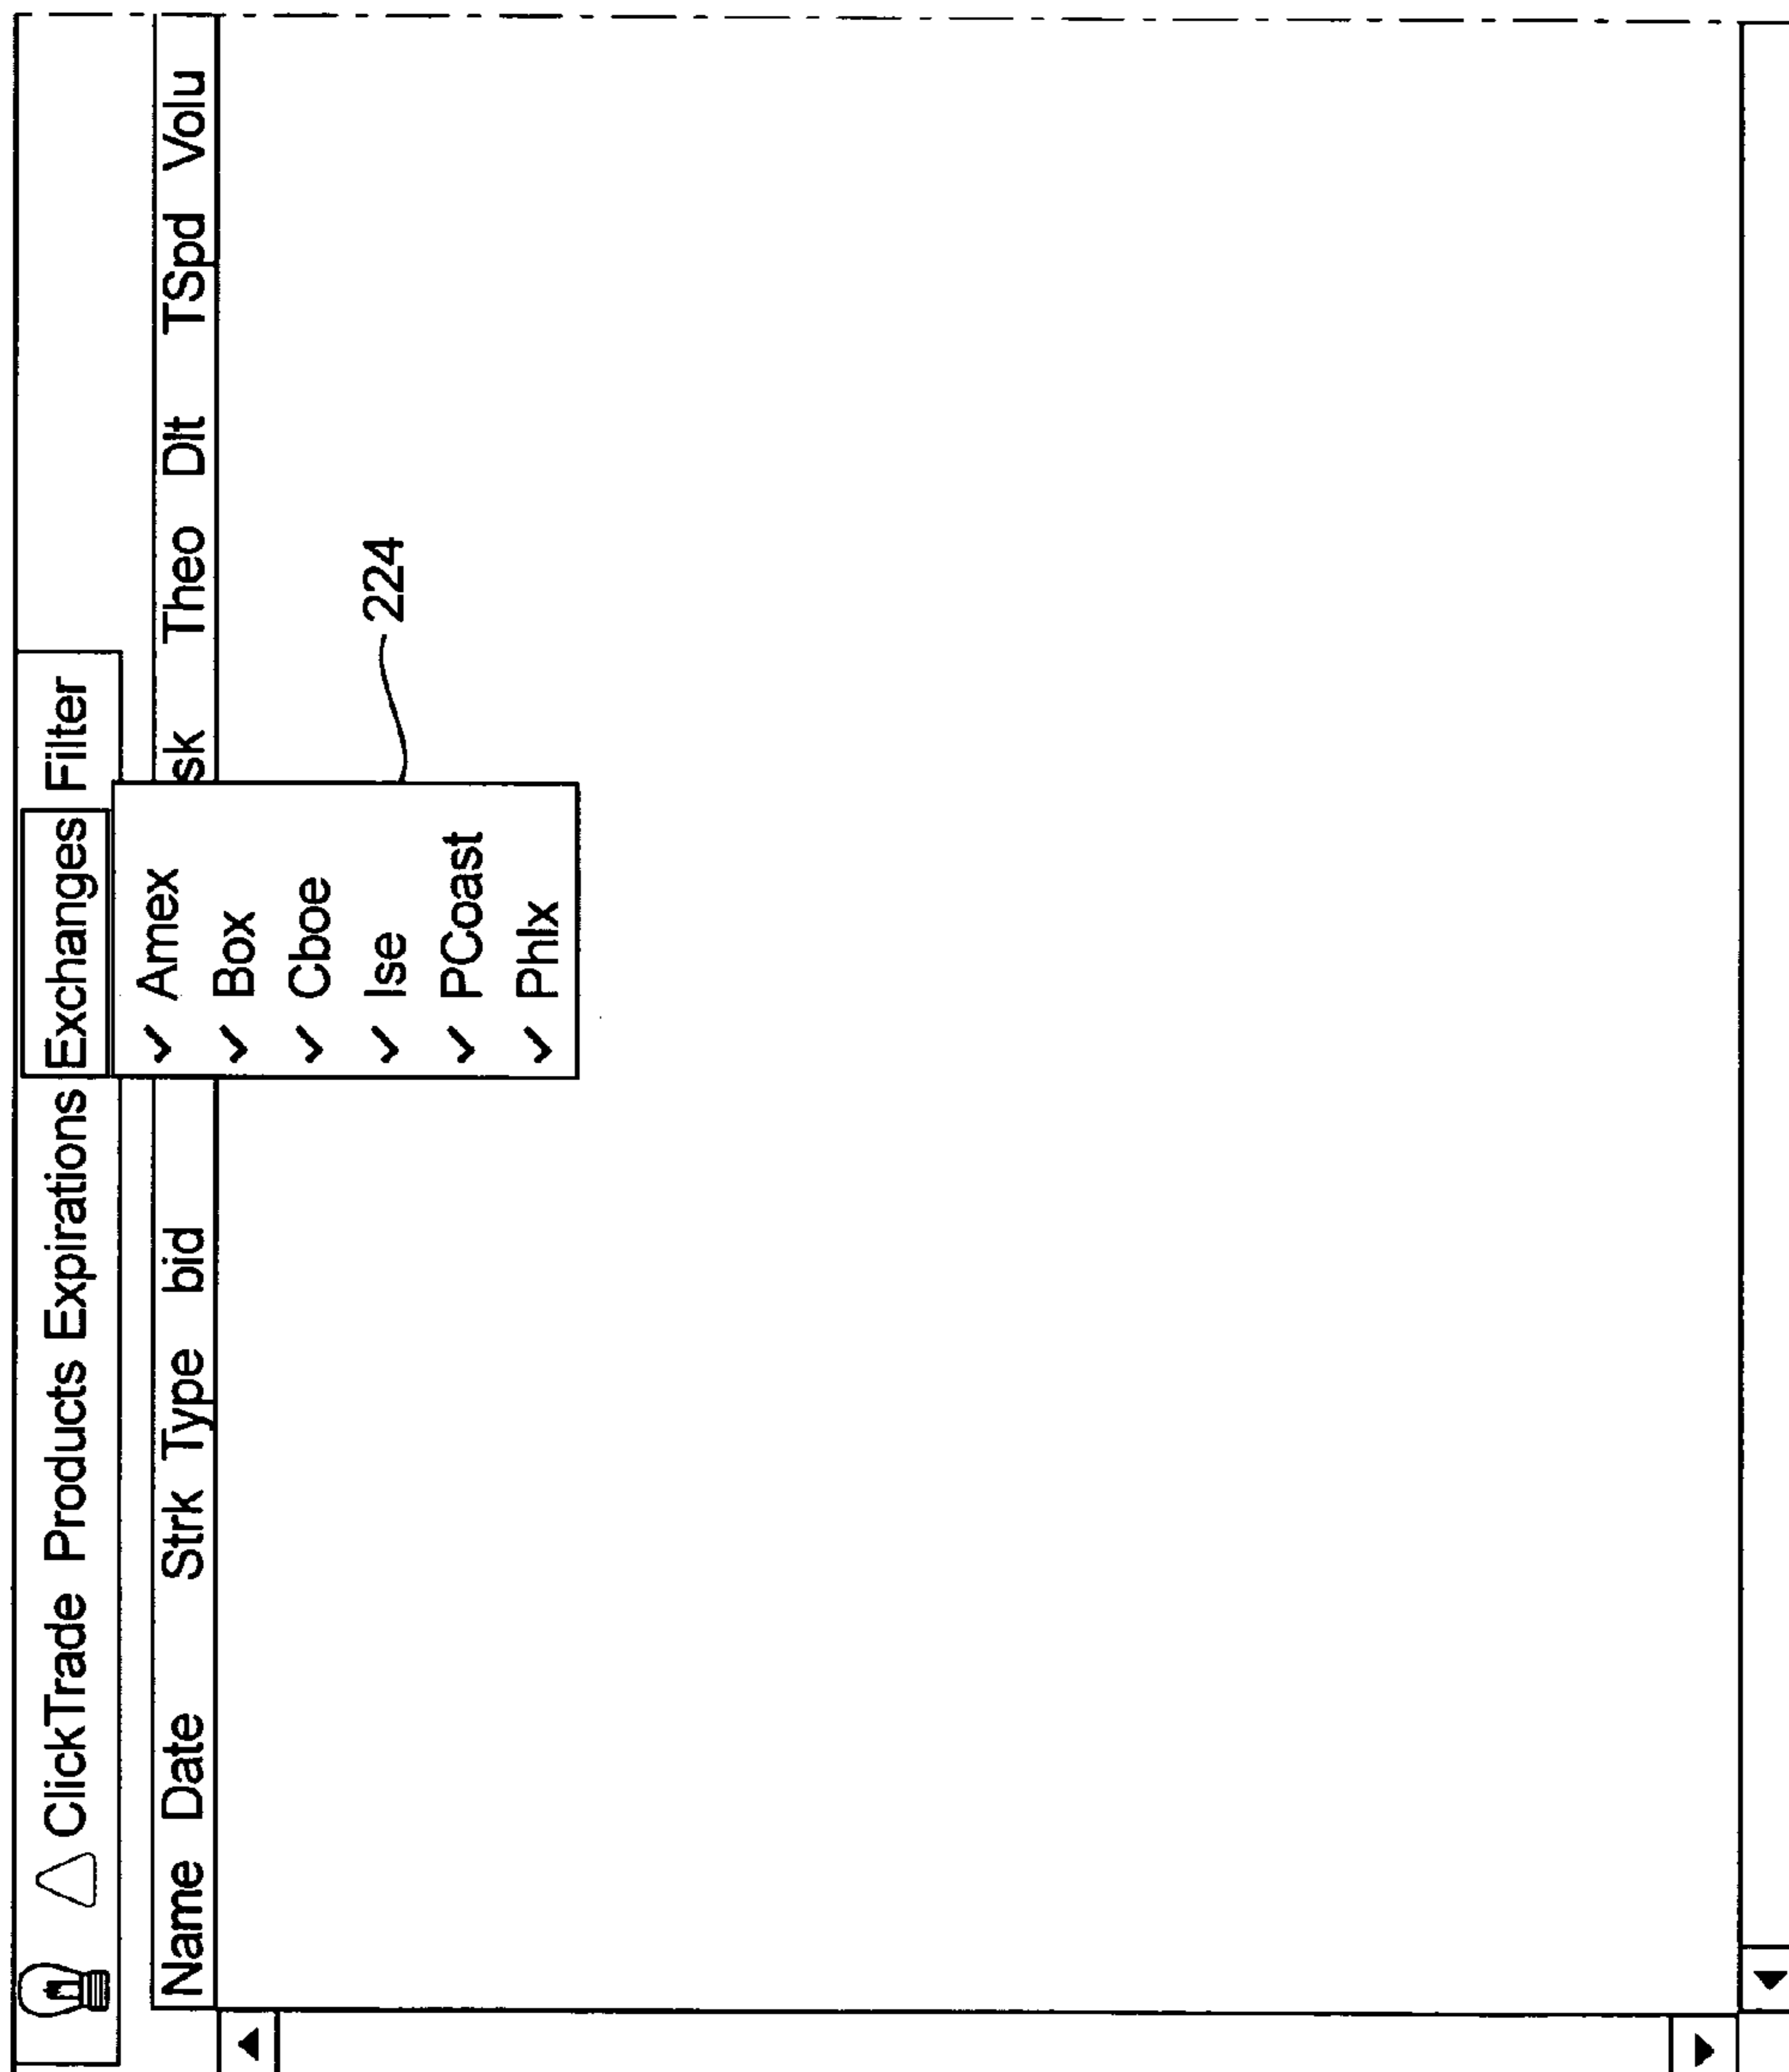 ClickTrade Products Expirations Exchanges Filter
Name Date Strk Type bid sk Theo Dlt TSpd Volu
✓ Amex
✓ Box
✓ Cboe
✓ Ise
✓ PCoast
✓ Phlx
224